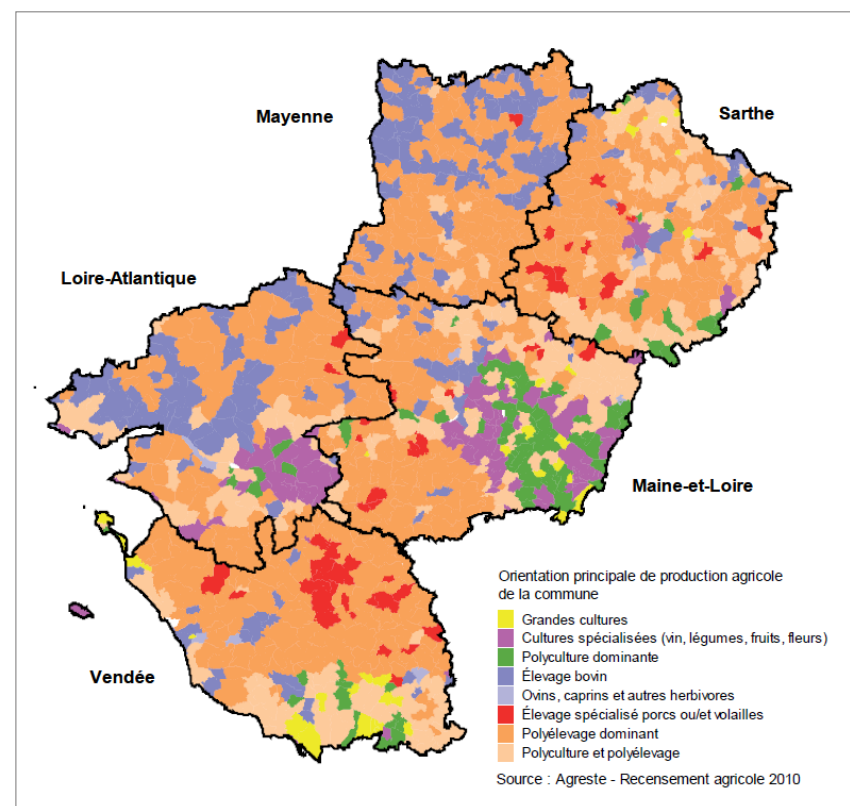 Mayenne
Sarthe
Loire-Atlantique
Maine-et-Loire
Vendée
Orientation principale de production agricole
de la commune
Grandes cultures
Cultures spécialisées (vin, légumes, fruits, fleurs)
Polyculture dominante
Élevage bovin
Ovins, caprins et autres herbivores
Élevage spécialisé porcs ou/et volailles
Polyélevage dominant
Polyculture et polyélevage
Source : Agreste - Recensement agricole 2010